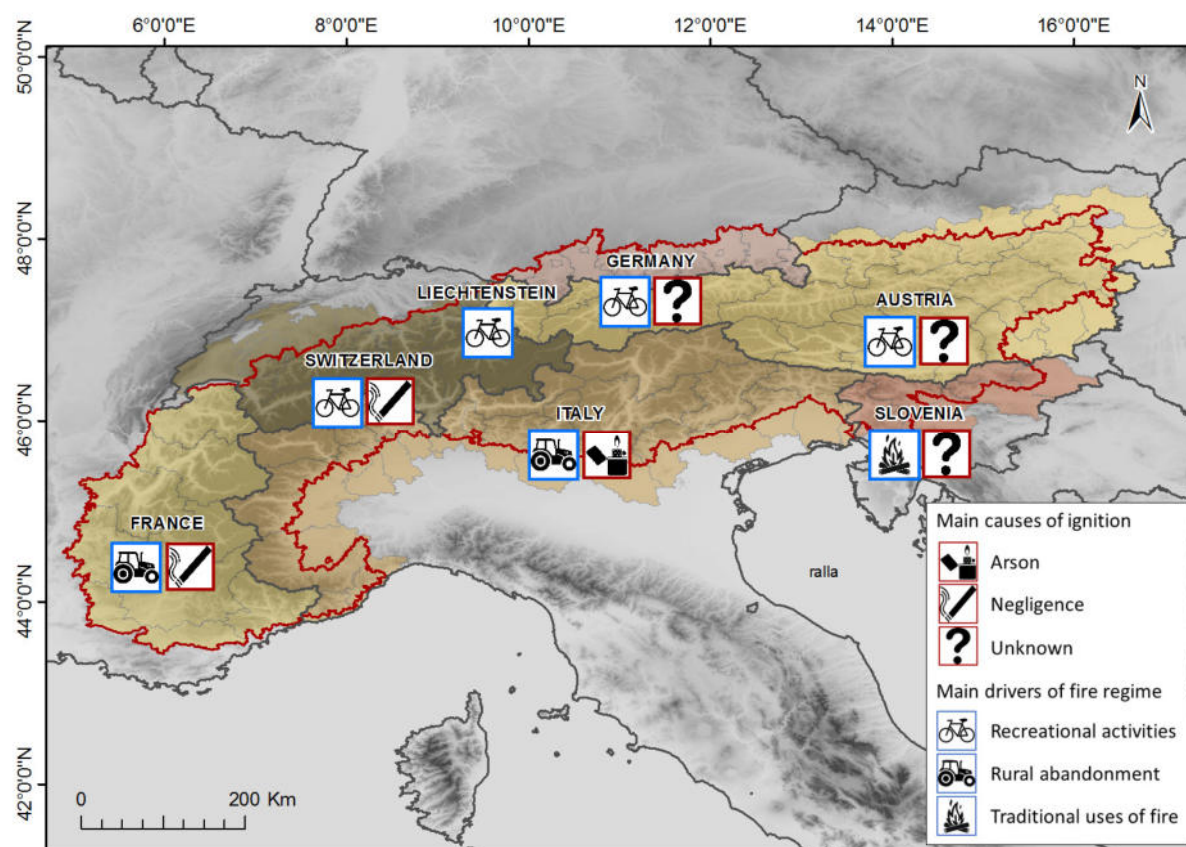 6°0'0"E
8°0'0"E
10°0'0"E
12°0'0"E
14°0'0"E
16°0'0"E
50°0'0"N
48°0'0"N
46°0'0"N
44°0'0"N
42°0'0"N
N
GERMANY
LIECHTENSTEIN
AUSTRIA
SWITZERLAND
ITALY
SLOVENIA
FRANCE
ralla
Main causes of ignition
Arson
Negligence
Unknown
Main drivers of fire regime
Recreational activities
Rural abandonment
Traditional uses of fire
0
200 Km